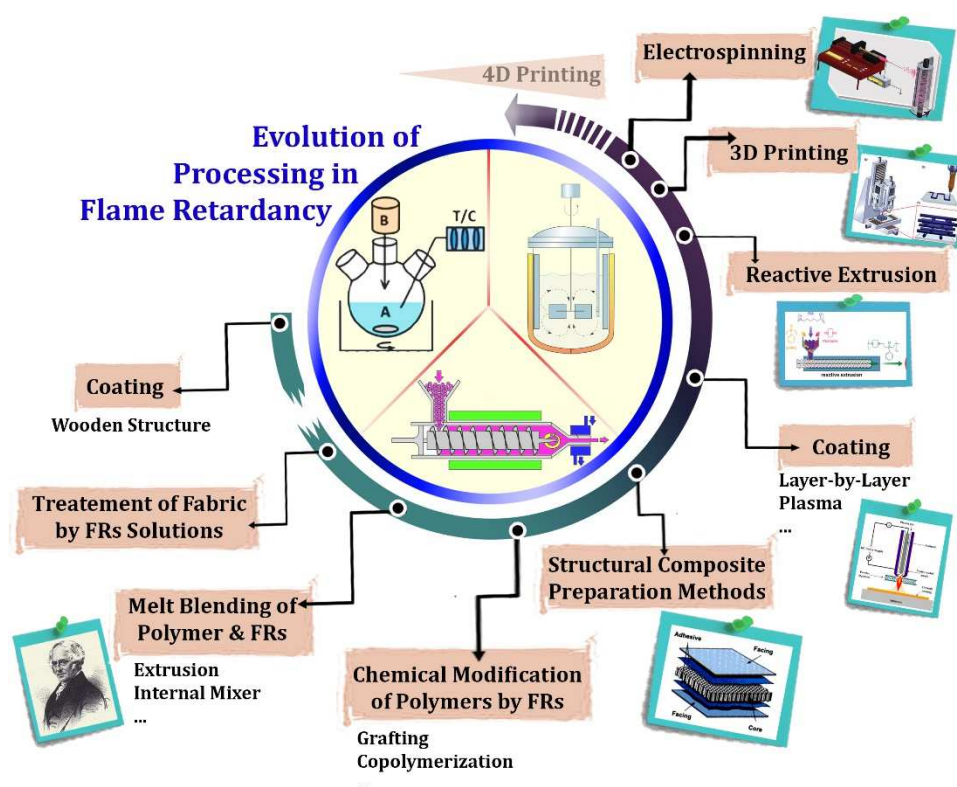 Electrospinning
4D Printing
Evolution of
Processing in
Flame Retardancy
3D Printing
B
T/C
A
Reactive Extrusion
reactive extrusion
Coating
Wooden Structure
Coating
Layer-by-Layer
Plasma
...
Treatement of Fabric
by FRs Solutions
Structural Composite
Preparation Methods
Melt Blending of
Polymer & FRs
Extrusion
Internal Mixer
...
Chemical Modification
of Polymers by FRs
Grafting
Copolymerization
Adhesive
Facing
Facing
Core